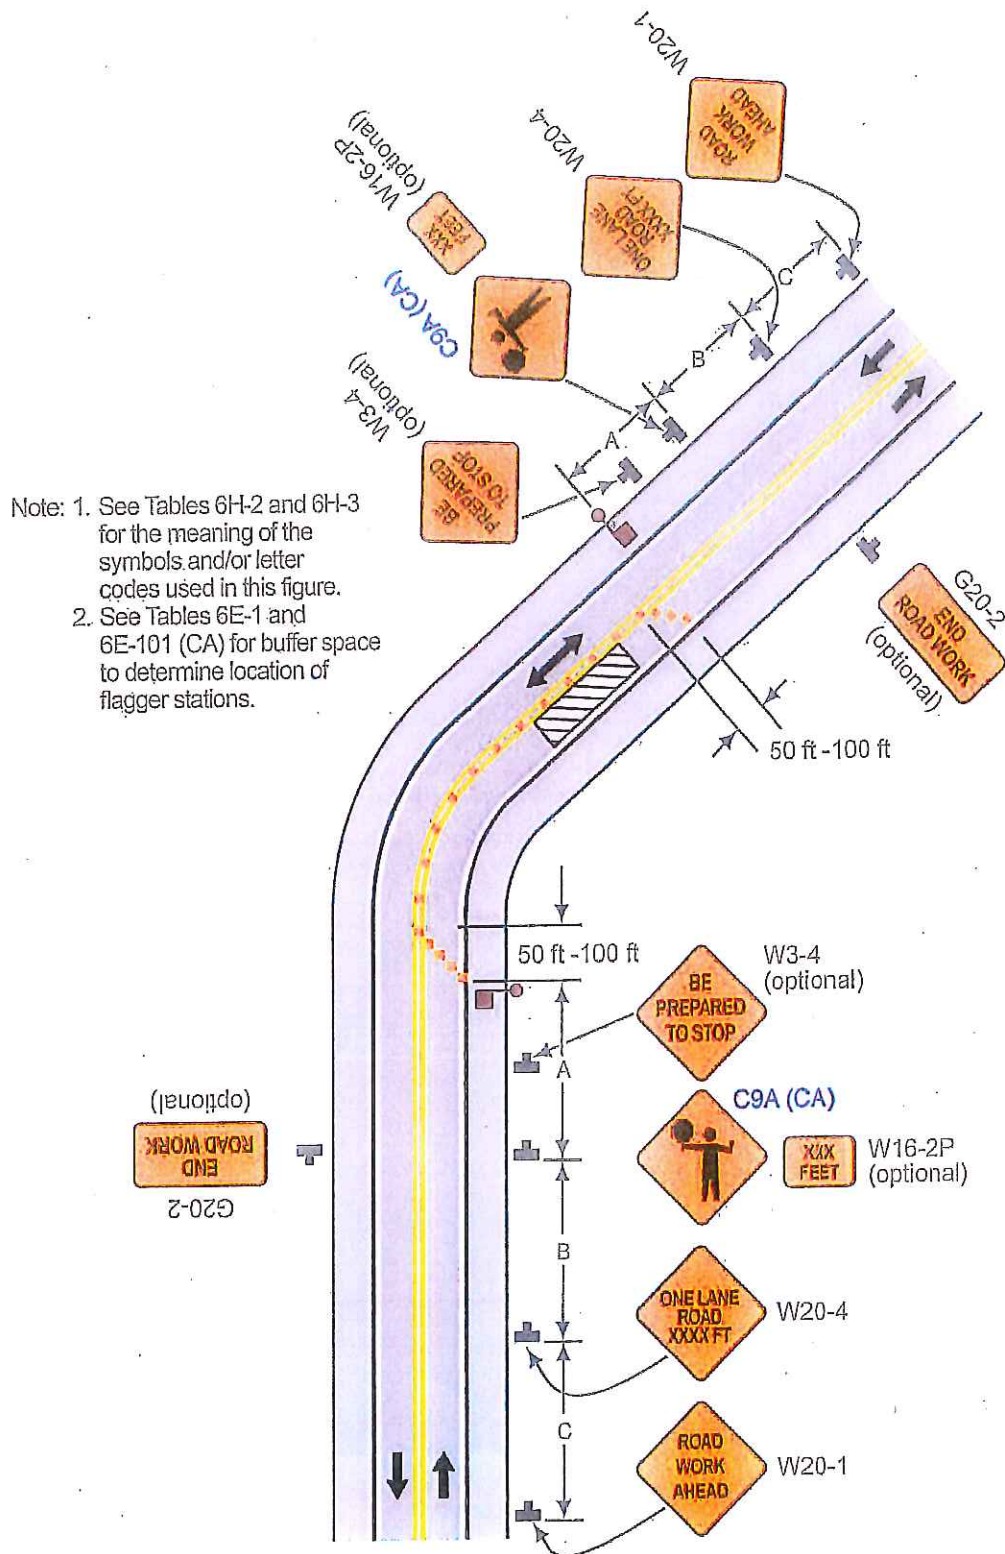 W20-1
ROAD
WORK
AHEAD
W20-4
ONE LANE
ROAD
XXXX FT
W16-2P
(optional)
XXX
FEET
C9A (CA)
W3-4
(optional)
BE
PREPARED
TO STOP
C
B
A
Note: 1. See Tables 6H-2 and 6H-3
for the meaning of the
symbols and/or letter
codes used in this figure.
2. See Tables 6E-1 and
6E-101 (CA) for buffer space
to determine location of
flagger stations.
G20-2
END
ROAD WORK
(optional)
50 ft -100 ft
50 ft -100 ft
W3-4
(optional)
BE
PREPARED
TO STOP
A
C9A (CA)
XXX
FEET
W16-2P
(optional)
G20-2
END
ROAD WORK
(optional)
B
ONE LANE
ROAD
XXXX FT
W20-4
C
ROAD
WORK
AHEAD
W20-1